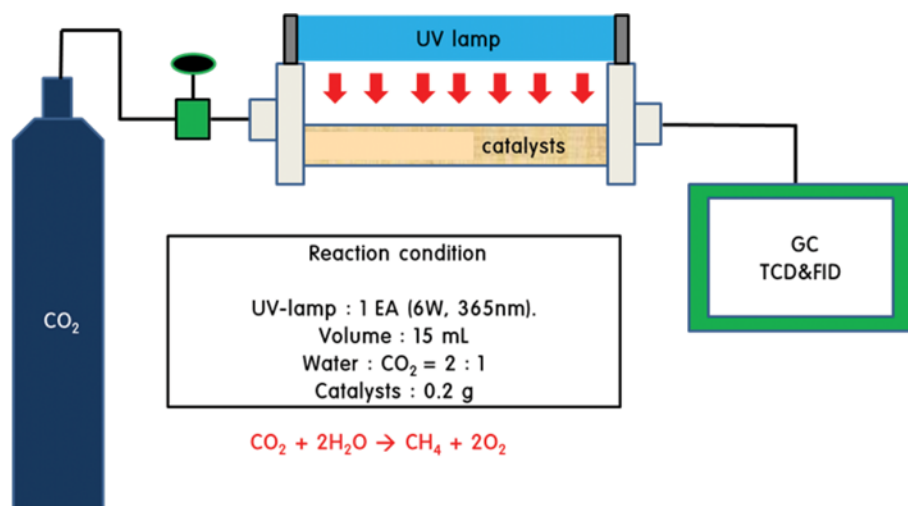 UV lamp
catalysts
CO₂
GC
TCD&FID
Reaction condition
UV-lamp : 1 EA (6W, 365nm).
Volume : 15 mL
Water : CO₂ = 2 : 1
Catalysts : 0.2 g
CO₂ + 2H₂O → CH₄ + 2O₂